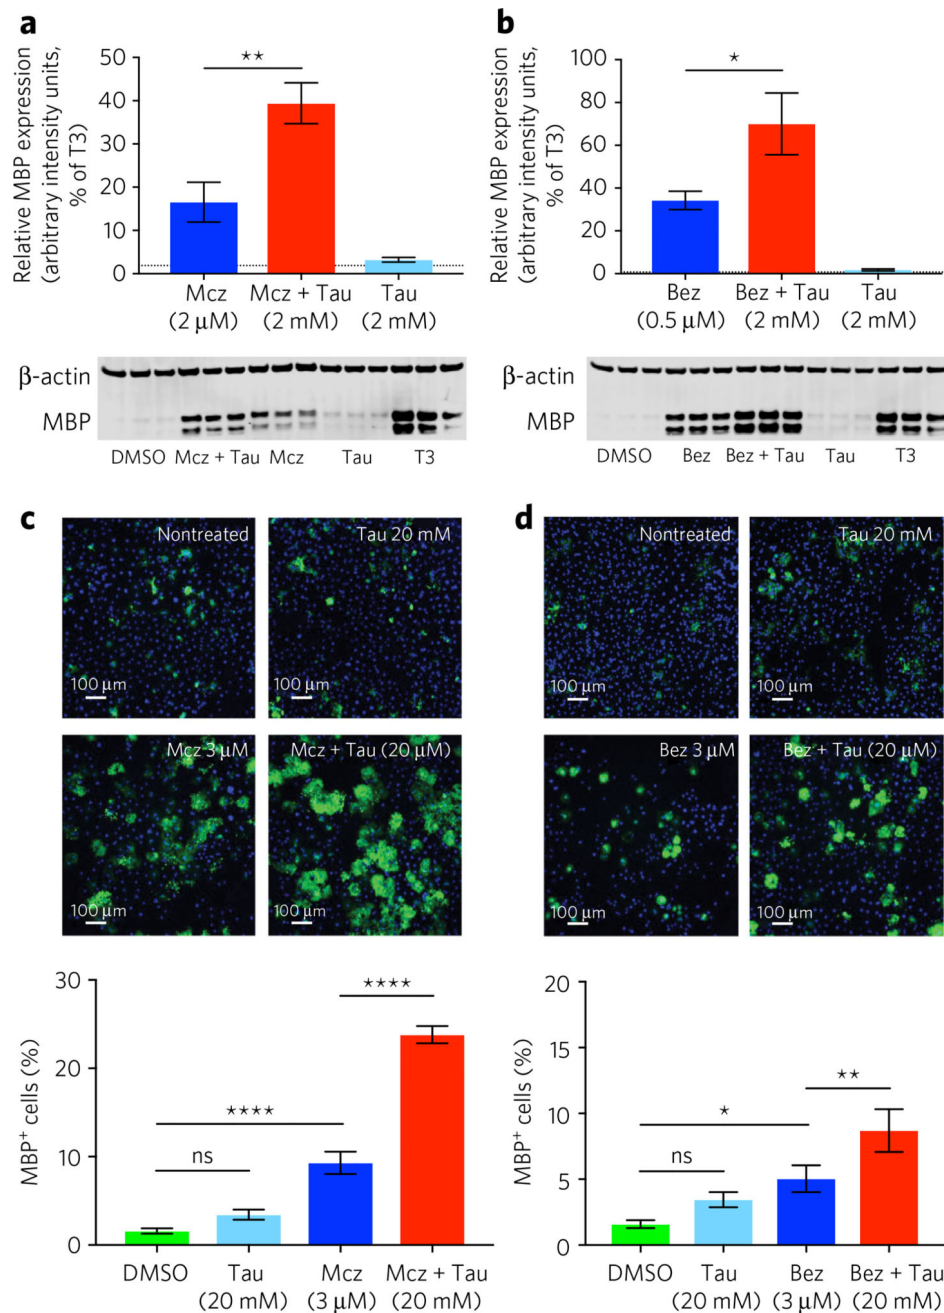 a
Relative MBP expression
(arbitrary intensity units,
% of T3)
50
40
30
20
10
0
**
Mcz
(2 μM)
Mcz + Tau
(2 mM)
Tau
(2 mM)
β-actin
MBP
DMSO Mcz + Tau Mcz Tau T3
b
Relative MBP expression
(arbitrary intensity units,
% of T3)
100
80
60
40
20
0
*
Bez
(0.5 μM)
Bez + Tau
(2 mM)
Tau
(2 mM)
β-actin
MBP
DMSO Bez Bez + Tau Tau T3
c
Nontreated
100 μm
Tau 20 mM
100 μm
Mcz 3 μM
100 μm
Mcz + Tau (20 μM)
100 μm
MBP+ cells (%)
30
20
10
0
ns
****
****
DMSO
Tau
(20 mM)
Mcz
(3 μM)
Mcz + Tau
(20 mM)
d
Nontreated
100 μm
Tau 20 mM
100 μm
Bez 3 μM
100 μm
Bez + Tau (20 μM)
100 μm
MBP+ cells (%)
20
15
10
5
0
ns
*
**
DMSO
Tau
(20 mM)
Bez
(3 μM)
Bez + Tau
(20 mM)